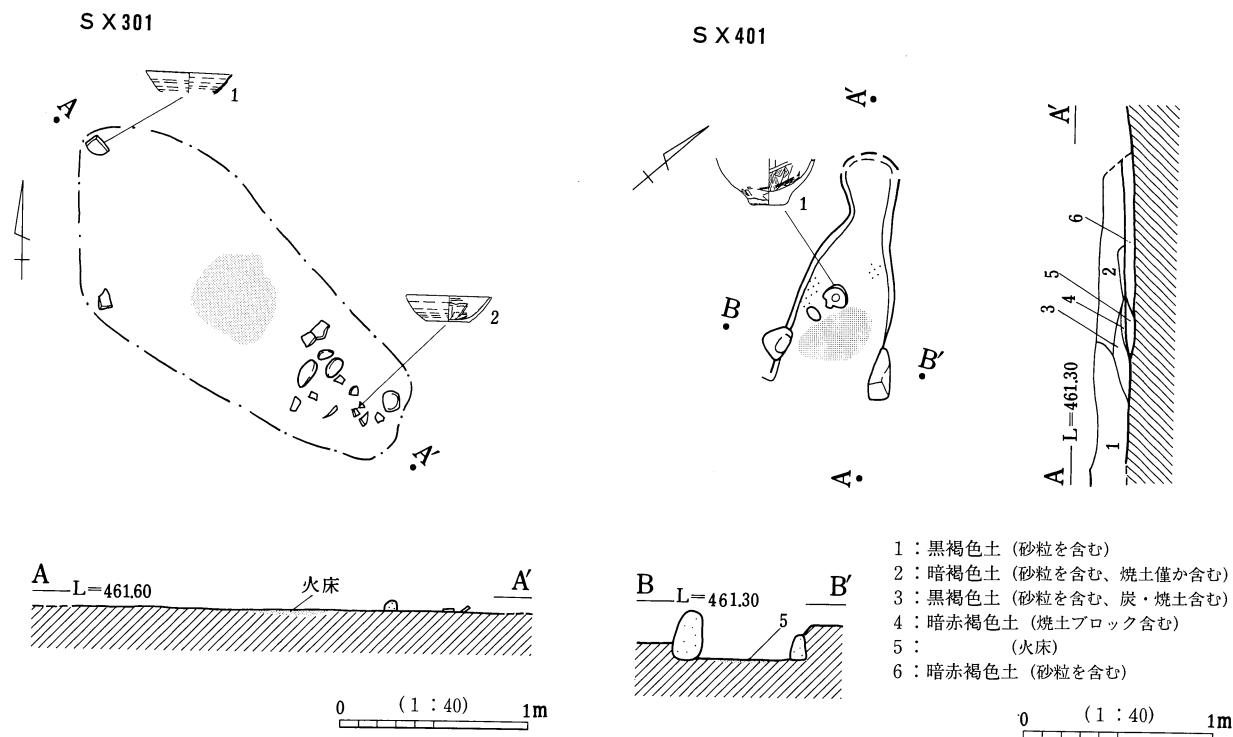 SX301
1
A
2
A′
A
L=461.60
火床
A′
0
(1:40)
1m
SX401
A′
1
B
B′
A
A′
6
5
2
4
3
L=461.30
1
A
B
L=461.30
B′
5
1：黒褐色土（砂粒を含む）
2：暗褐色土（砂粒を含む、焼土僅か含む）
3：黒褐色土（砂粒を含む、炭・焼土含む）
4：暗赤褐色土（焼土ブロック含む）
5：　　　　（火床）
6：暗赤褐色土（砂粒を含む）
0
(1:40)
1m